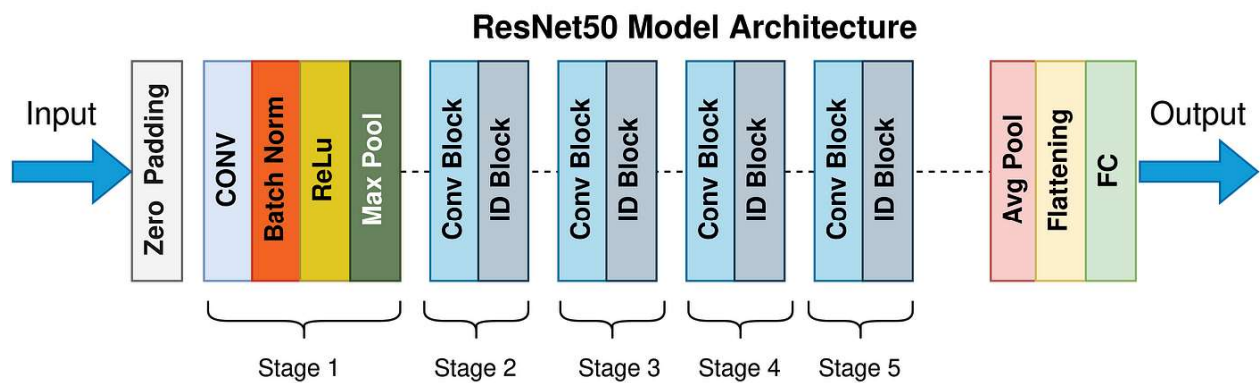 ResNet50 Model Architecture
Input
Zero Padding
CONV
Batch Norm
ReLu
Max Pool
Conv Block
ID Block
Conv Block
ID Block
Conv Block
ID Block
Conv Block
ID Block
Avg Pool
Flattening
FC
Output
Stage 1
Stage 2
Stage 3
Stage 4
Stage 5